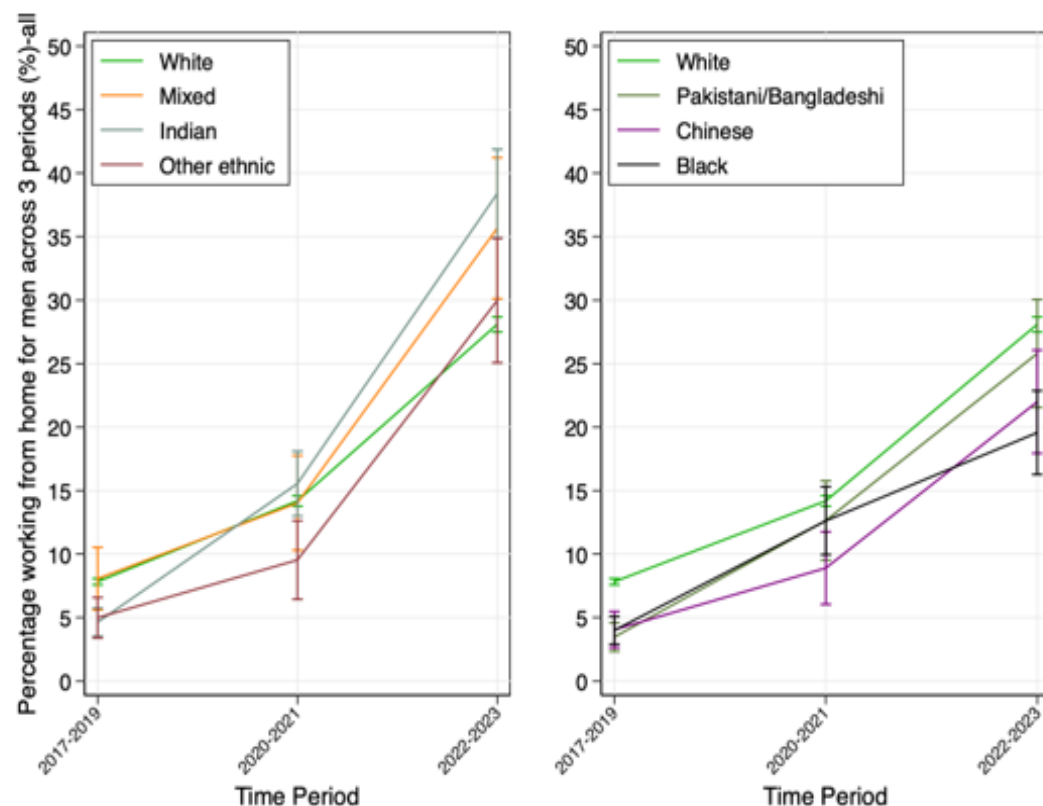 Percentage working from home for men across 3 periods (%)-all
50
45
40
35
30
25
20
15
10
5
0
White
Mixed
Indian
Other ethnic
2017-2019
2020-2021
2022-2023
Time Period
50
45
40
35
30
25
20
15
10
5
0
White
Pakistani/Bangladeshi
Chinese
Black
2017-2019
2020-2021
2022-2023
Time Period